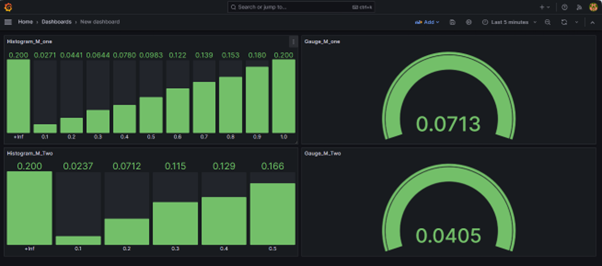 Search or jump to... ctrl+k
Home › Dashboards › New dashboard
Add Last 5 minutes
Histogram_M_one
0.200 0.0271 0.0441 0.0644 0.0780 0.0983 0.122 0.139 0.153 0.180 0.200
+Inf 0.1 0.2 0.3 0.4 0.5 0.6 0.7 0.8 0.9 1.0
Gauge_M_one
0.0713
Histogram_M_Two
0.200 0.0237 0.0712 0.115 0.129 0.166
+Inf 0.1 0.2 0.3 0.4 0.5
Gauge_M_Two
0.0405